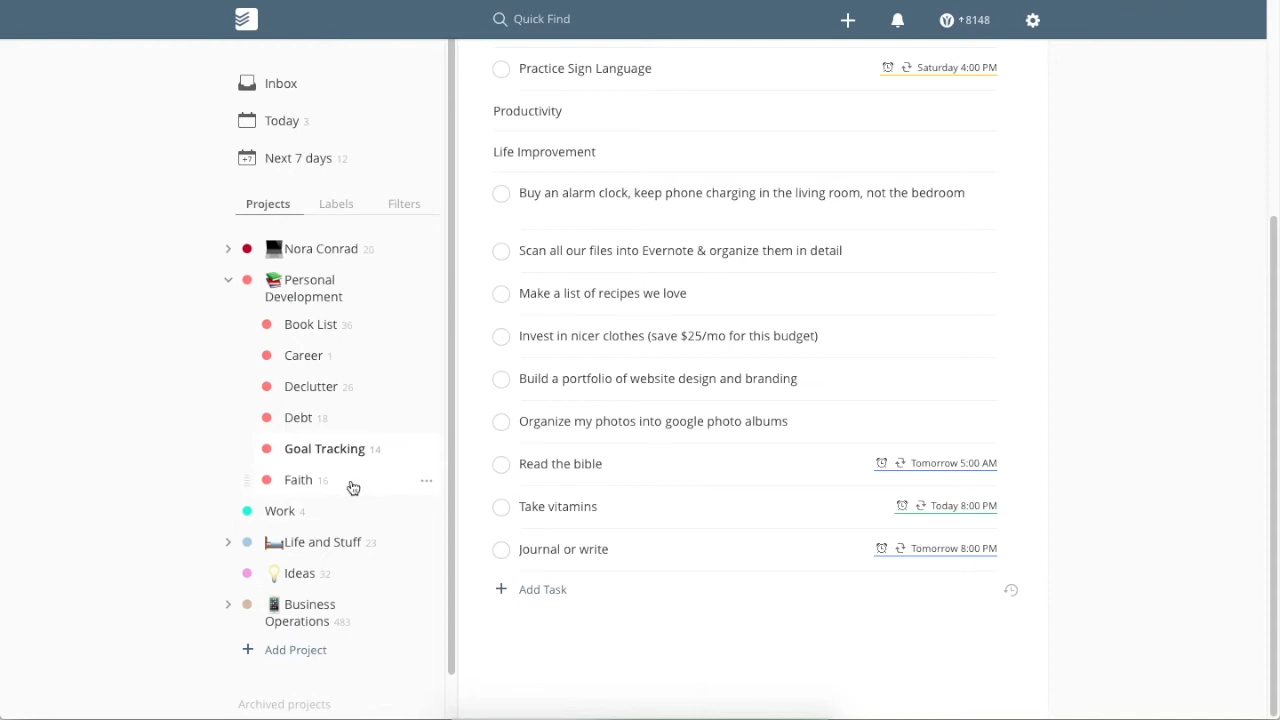 Quick Find
↑8148
Inbox
Today 3
Next 7 days 12
Projects Labels Filters
Nora Conrad 20
Personal
Development
Book List 36
Career 1
Declutter 26
Debt 18
Goal Tracking 14
Faith 16
Work 4
Life and Stuff 23
Ideas 32
Business
Operations 483
+ Add Project
Archived projects
Practice Sign Language Saturday 4:00 PM
Productivity
Life Improvement
Buy an alarm clock, keep phone charging in the living room, not the bedroom
Scan all our files into Evernote & organize them in detail
Make a list of recipes we love
Invest in nicer clothes (save $25/mo for this budget)
Build a portfolio of website design and branding
Organize my photos into google photo albums
Read the bible Tomorrow 5:00 AM
Take vitamins Today 8:00 PM
Journal or write Tomorrow 8:00 PM
+ Add Task